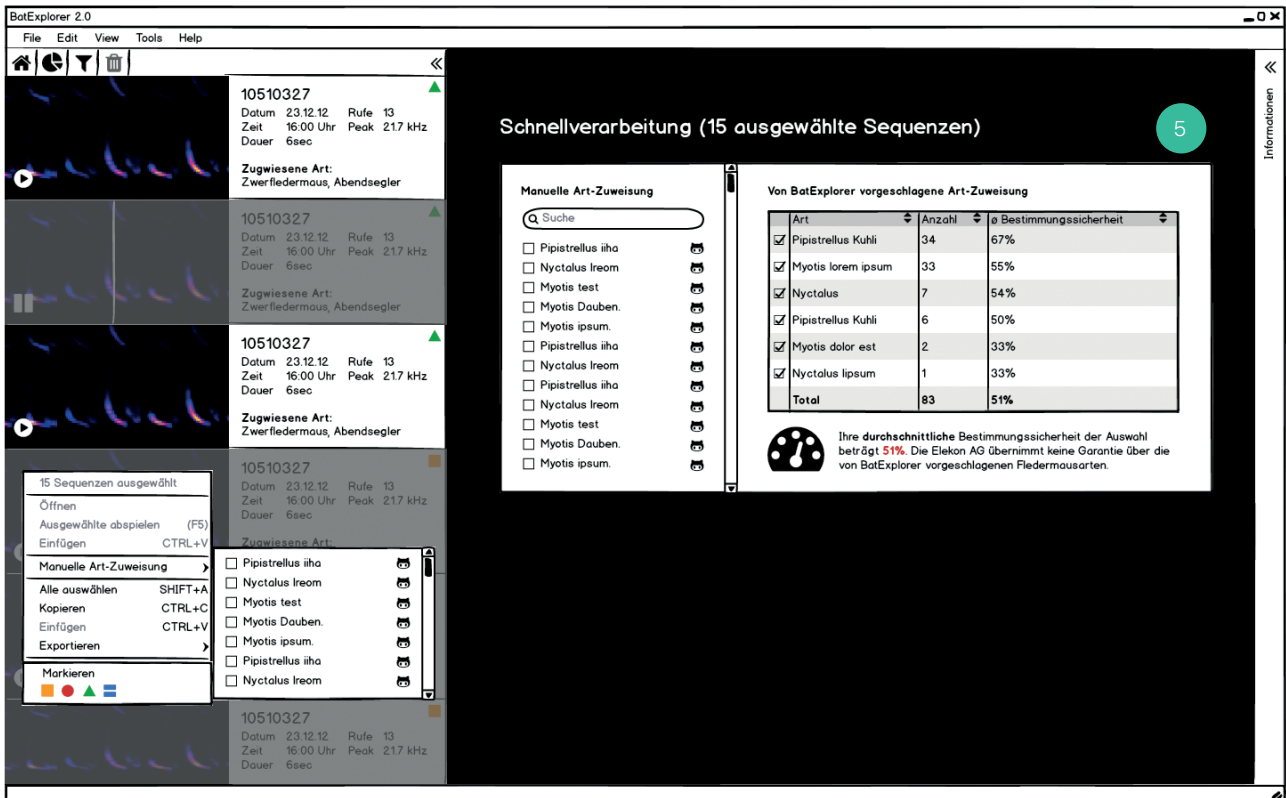 BatExplorer 2.0
File Edit View Tools Help
10510327
Datum 23.12.12 Rufe 13
Zeit 16:00 Uhr Peak 21.7 kHz
Dauer 6sec
Zugwiesene Art:
Zwerfledermaus, Abendsegler
10510327
Datum 23.12.12 Rufe 13
Zeit 16:00 Uhr Peak 21.7 kHz
Dauer 6sec
Zugwiesene Art:
Zwerfledermaus, Abendsegler
10510327
Datum 23.12.12 Rufe 13
Zeit 16:00 Uhr Peak 21.7 kHz
Dauer 6sec
Zugwiesene Art:
Zwerfledermaus, Abendsegler
10510327
Datum 23.12.12 Rufe 13
Zeit 16:00 Uhr Peak 21.7 kHz
Dauer 6sec
Zugwiesene Art:
15 Sequenzen ausgewählt
Öffnen
Ausgewählte abspielen (F5)
Einfügen CTRL+V
Manuelle Art-Zuweisung
Alle auswählen SHIFT+A
Kopieren CTRL+C
Einfügen CTRL+V
Exportieren
Markieren
Pipistrellus iiha
Nyctalus lreom
Myotis test
Myotis Dauben.
Myotis ipsum.
Pipistrellus iiha
Nyctalus lreom
10510327
Datum 23.12.12 Rufe 13
Zeit 16:00 Uhr Peak 21.7 kHz
Dauer 6sec
Schnellverarbeitung (15 ausgewählte Sequenzen)
5
Manuelle Art-Zuweisung
Suche
Pipistrellus iiha
Nyctalus lreom
Myotis test
Myotis Dauben.
Myotis ipsum.
Pipistrellus iiha
Nyctalus lreom
Pipistrellus iiha
Nyctalus lreom
Myotis test
Myotis Dauben.
Myotis ipsum.
Von BatExplorer vorgeschlagene Art-Zuweisung
Art Anzahl ø Bestimmungssicherheit
Pipistrellus Kuhli 34 67%
Myotis lorem ipsum 33 55%
Nyctalus 7 54%
Pipistrellus Kuhli 6 50%
Myotis dolor est 2 33%
Nyctalus lipsum 1 33%
Total 83 51%
Ihre durchschnittliche Bestimmungssicherheit der Auswahl
beträgt 51%. Die Elekon AG übernimmt keine Garantie über die
von BatExplorer vorgeschlagenen Fledermausarten.
Informationen